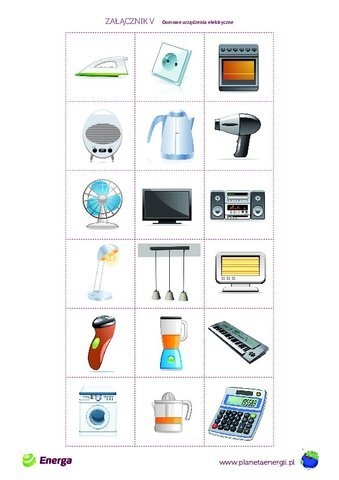 ZAŁĄCZNIK V Domowe urządzenia elektryczne
Energa
www.planetaenergii.pl